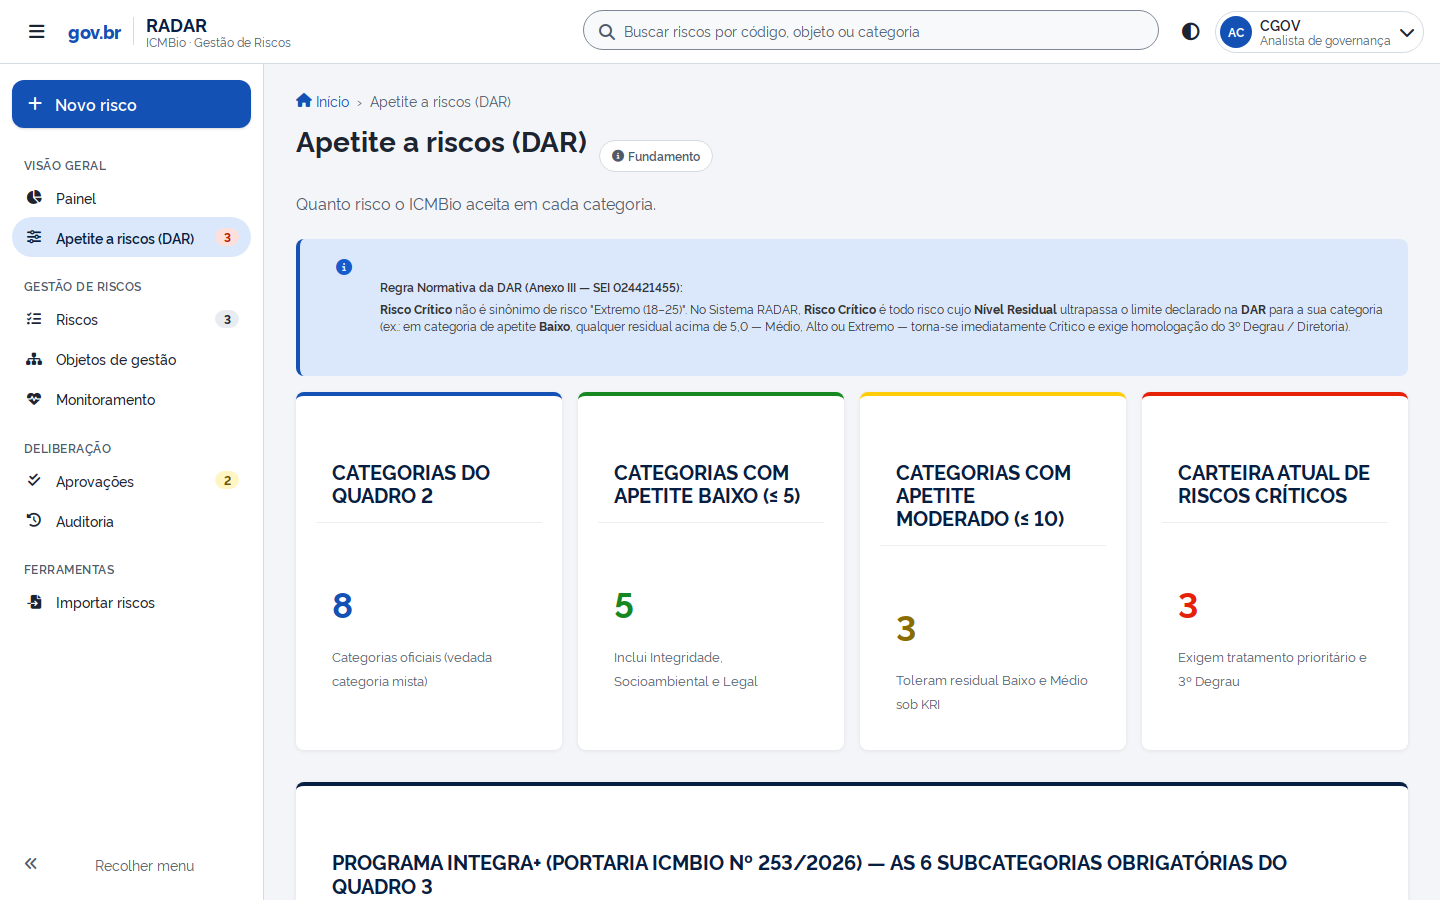 gov.br
RADAR
ICMBio · Gestão de Riscos
Buscar riscos por código, objeto ou categoria
AC
CGOV
Analista de governança
Novo risco
VISÃO GERAL
Painel
Apetite a riscos (DAR)
3
GESTÃO DE RISCOS
Riscos
3
Objetos de gestão
Monitoramento
DELIBERAÇÃO
Aprovações
2
Auditoria
FERRAMENTAS
Importar riscos
Recolher menu
Início › Apetite a riscos (DAR)
Apetite a riscos (DAR)
Fundamento
Quanto risco o ICMBio aceita em cada categoria.
Regra Normativa da DAR (Anexo III — SEI 024421455):
Risco Crítico não é sinônimo de risco "Extremo (18–25)". No Sistema RADAR, Risco Crítico é todo risco cujo Nível Residual ultrapassa o limite declarado na DAR para a sua categoria
(ex.: em categoria de apetite Baixo, qualquer residual acima de 5,0 — Médio, Alto ou Extremo — torna-se imediatamente Crítico e exige homologação do 3º Degrau / Diretoria).
CATEGORIAS DO
QUADRO 2
8
Categorias oficiais (vedada
categoria mista)
CATEGORIAS COM
APETITE BAIXO (≤ 5)
5
Inclui Integridade,
Socioambiental e Legal
CATEGORIAS COM
APETITE
MODERADO (≤ 10)
3
Toleram residual Baixo e Médio
sob KRI
CARTEIRA ATUAL DE
RISCOS CRÍTICOS
3
Exigem tratamento prioritário e
3º Degrau
PROGRAMA INTEGRA+ (PORTARIA ICMBIO Nº 253/2026) — AS 6 SUBCATEGORIAS OBRIGATÓRIAS DO
QUADRO 3